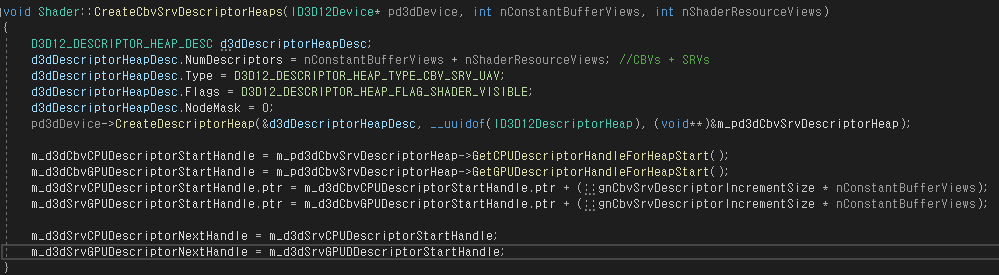 void Shader::CreateCbvSrvDescriptorHeaps(ID3D12Device* pd3dDevice, int nConstantBufferViews, int nShaderResourceViews)
{
D3D12_DESCRIPTOR_HEAP_DESC d3dDescriptorHeapDesc;
d3dDescriptorHeapDesc.NumDescriptors = nConstantBufferViews + nShaderResourceViews; //CBVs + SRVs
d3dDescriptorHeapDesc.Type = D3D12_DESCRIPTOR_HEAP_TYPE_CBV_SRV_UAV;
d3dDescriptorHeapDesc.Flags = D3D12_DESCRIPTOR_HEAP_FLAG_SHADER_VISIBLE;
d3dDescriptorHeapDesc.NodeMask = 0;
pd3dDevice->CreateDescriptorHeap(&d3dDescriptorHeapDesc, __uuidof(ID3D12DescriptorHeap), (void**)&m_pd3dCbvSrvDescriptorHeap);
m_d3dCbvCPUDescriptorStartHandle = m_pd3dCbvSrvDescriptorHeap->GetCPUDescriptorHandleForHeapStart();
m_d3dCbvGPUDescriptorStartHandle = m_pd3dCbvSrvDescriptorHeap->GetGPUDescriptorHandleForHeapStart();
m_d3dSrvCPUDescriptorStartHandle.ptr = m_d3dCbvCPUDescriptorStartHandle.ptr + (::gnCbvSrvDescriptorIncrementSize * nConstantBufferViews);
m_d3dSrvGPUDescriptorStartHandle.ptr = m_d3dCbvGPUDescriptorStartHandle.ptr + (::gnCbvSrvDescriptorIncrementSize * nConstantBufferViews);
m_d3dSrvCPUDescriptorNextHandle = m_d3dSrvCPUDescriptorStartHandle;
m_d3dSrvGPUDescriptorNextHandle = m_d3dSrvGPUDescriptorStartHandle;
}